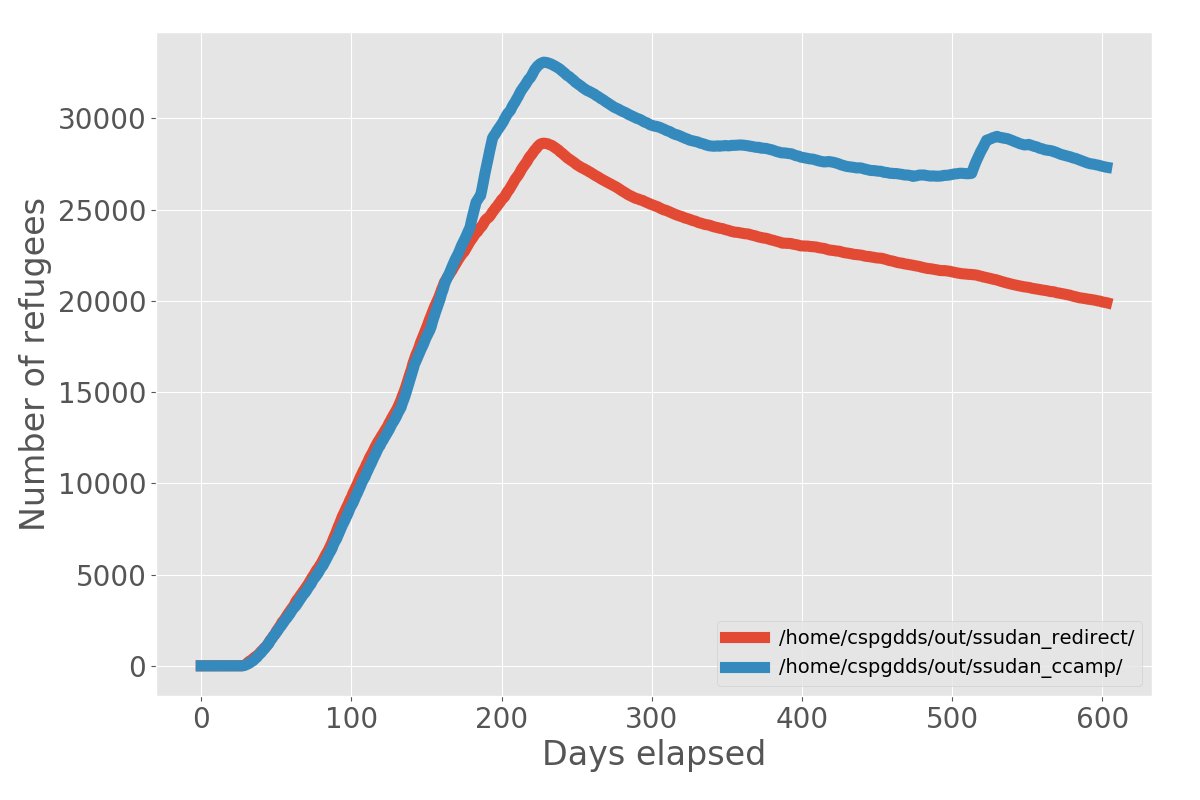 Number of refugees
30000
25000
20000
15000
10000
5000
0
/home/cspgdds/out/ssudan_redirect/
/home/cspgdds/out/ssudan_ccamp/
0 100 200 300 400 500 600
Days elapsed